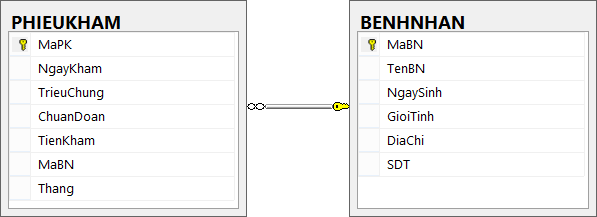 PHIEUKHAM
MaPK
NgayKham
TrieuChung
ChuanDoan
TienKham
MaBN
Thang
BENHNHAN
MaBN
TenBN
NgaySinh
GioiTinh
DiaChi
SDT